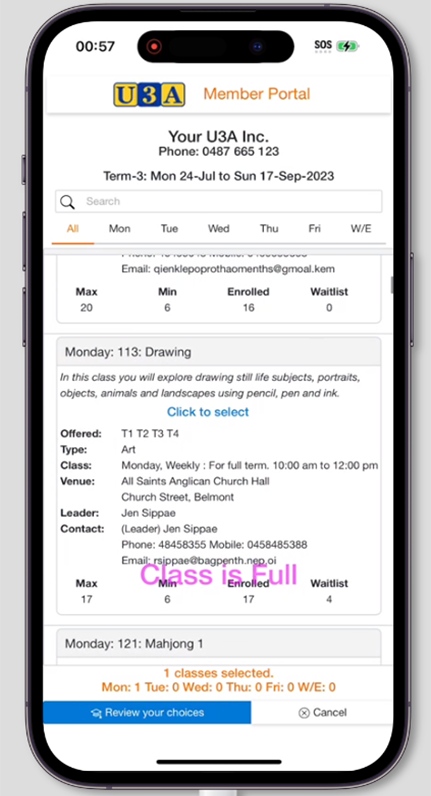 00:57
SOS
U3A Member Portal
Your U3A Inc.
Phone: 0487 665 123
Term-3: Mon 24-Jul to Sun 17-Sep-2023
Search
All Mon Tue Wed Thu Fri W/E
Email: qienklepoprothaomenths@gmoal.kem
Max Min Enrolled Waitlist
20 6 16 0
Monday: 113: Drawing
In this class you will explore drawing still life subjects, portraits,
objects, animals and landscapes using pencil, pen and ink.
Click to select
Offered: T1 T2 T3 T4
Type: Art
Class: Monday, Weekly : For full term. 10:00 am to 12:00 pm
Venue: All Saints Anglican Church Hall
Church Street, Belmont
Leader: Jen Sippae
Contact: (Leader) Jen Sippae
Phone: 48458355 Mobile: 0458485388
Email: rsippae@bagpenth.nep.oi
Class is Full
Max Min Enrolled Waitlist
17 6 17 4
Monday: 121: Mahjong 1
1 classes selected.
Mon: 1 Tue: 0 Wed: 0 Thu: 0 Fri: 0 W/E: 0
Review your choices Cancel